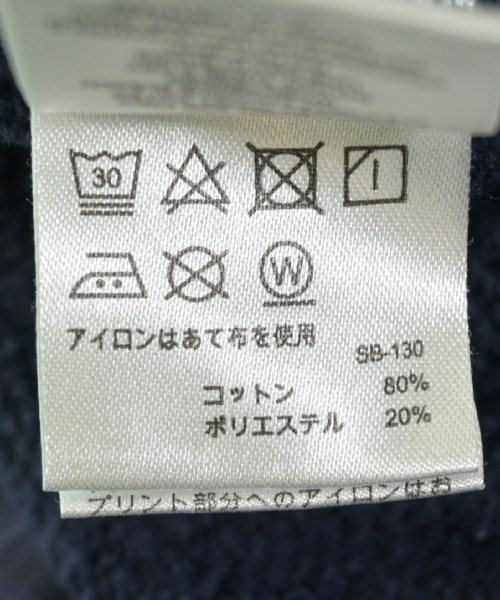 30
W
アイロンはあて布を使用
SB-130
コットン 80%
ポリエステル 20%
プリント部分へのアイロンはお